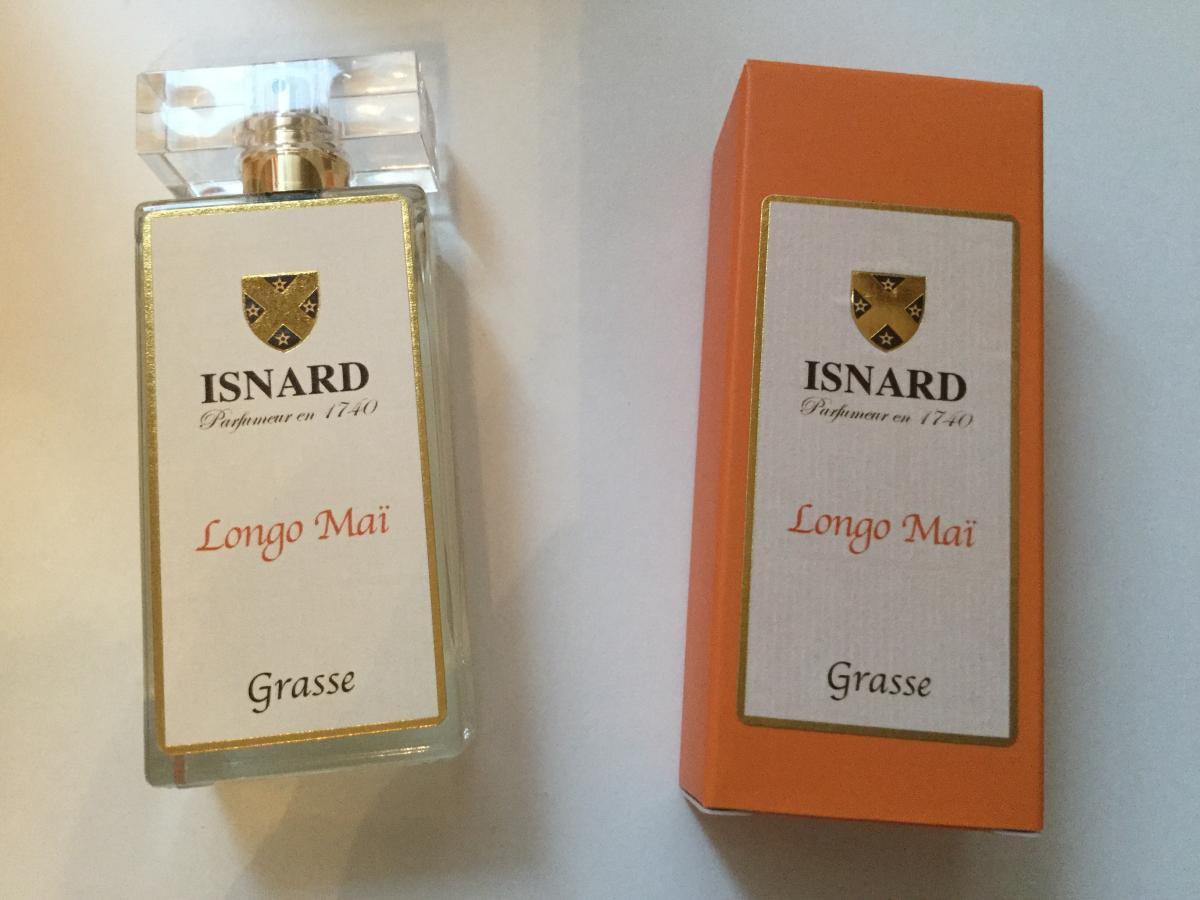 ISNARD
Parfumeur en 1740
Longo Maï
Grasse
ISNARD
Parfumeur en 1740
Longo Maï
Grasse